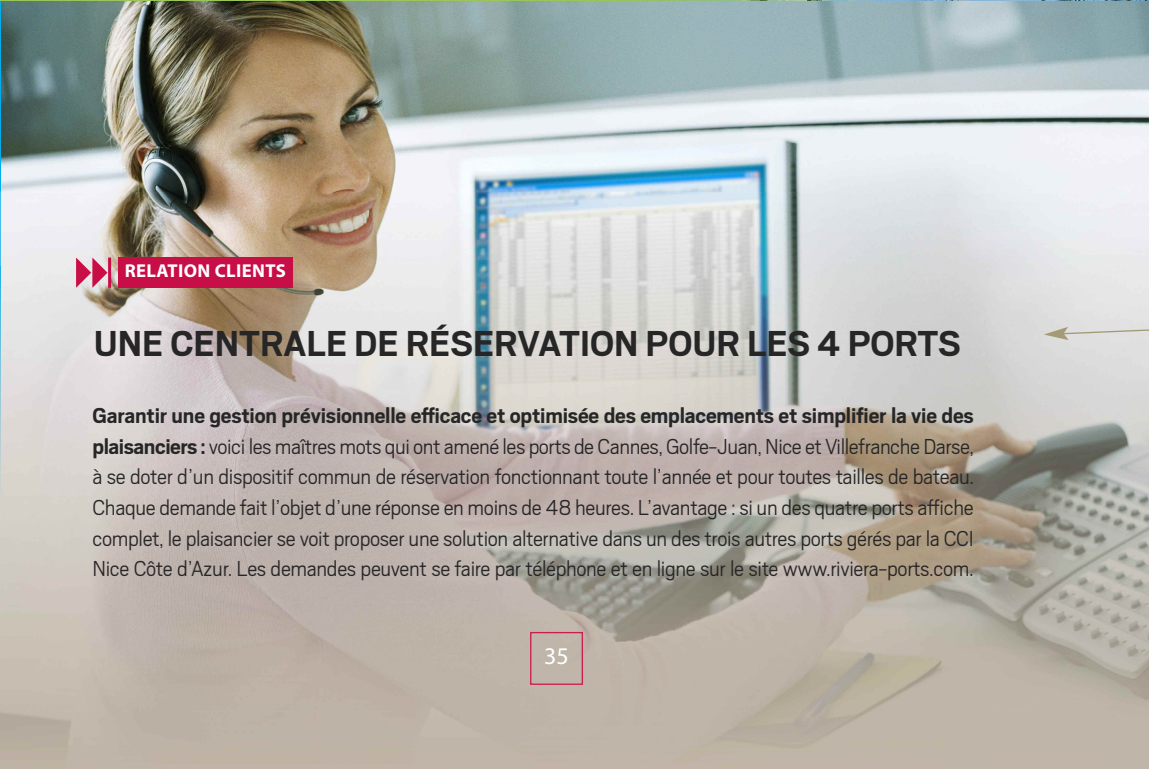 RELATION CLIENTS
UNE CENTRALE DE RÉSERVATION POUR LES 4 PORTS
Garantir une gestion prévisionnelle efficace et optimisée des emplacements et simplifier la vie des
plaisanciers : voici les maîtres mots qui ont amené les ports de Cannes, Golfe-Juan, Nice et Villefranche Darse,
à se doter d'un dispositif commun de réservation fonctionnant toute l'année et pour toutes tailles de bateau.
Chaque demande fait l'objet d'une réponse en moins de 48 heures. L'avantage : si un des quatre ports affiche
complet, le plaisancier se voit proposer une solution alternative dans un des trois autres ports gérés par la CCI
Nice Côte d'Azur. Les demandes peuvent se faire par téléphone et en ligne sur le site www.riviera-ports.com.
35